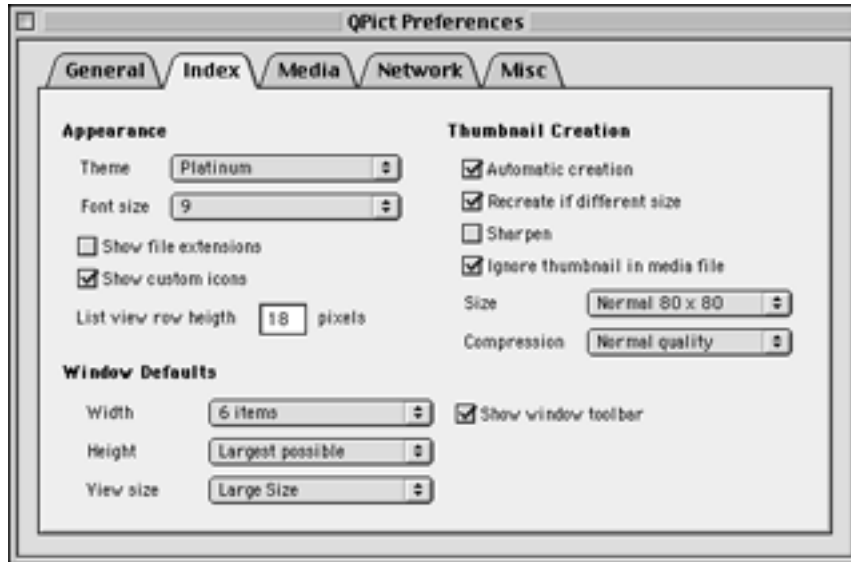 QPict Preferences
General Index Media Network Misc
Appearance
Theme Platinum
Font size 9
Show file extensions
Show custom icons
List view row heigth 18 pixels
Thumbnail Creation
Automatic creation
Recreate if different size
Sharpen
Ignore thumbnail in media file
Size Normal 80 x 80
Compression Normal quality
Window Defaults
Width 6 items
Height Largest possible
View size Large Size
Show window toolbar